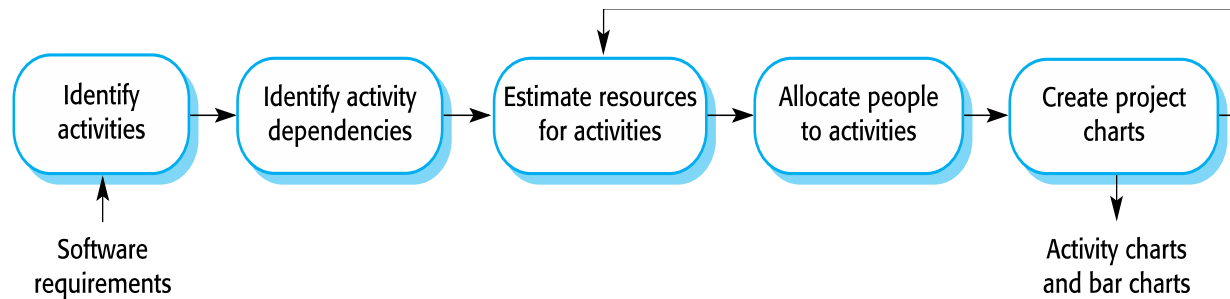 Identify
activities
Identify activity
dependencies
Estimate resources
for activities
Allocate people
to activities
Create project
charts
Software
requirements
Activity charts
and bar charts